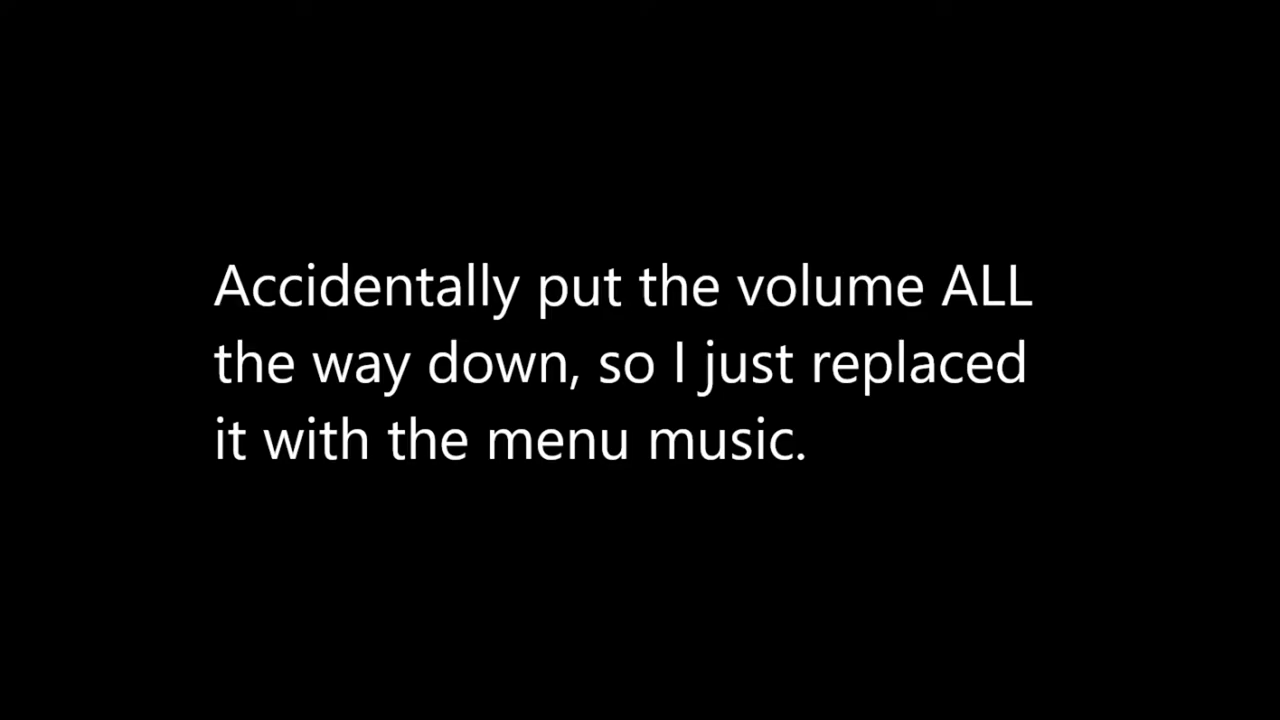 Accidentally put the volume ALL
the way down, so I just replaced
it with the menu music.